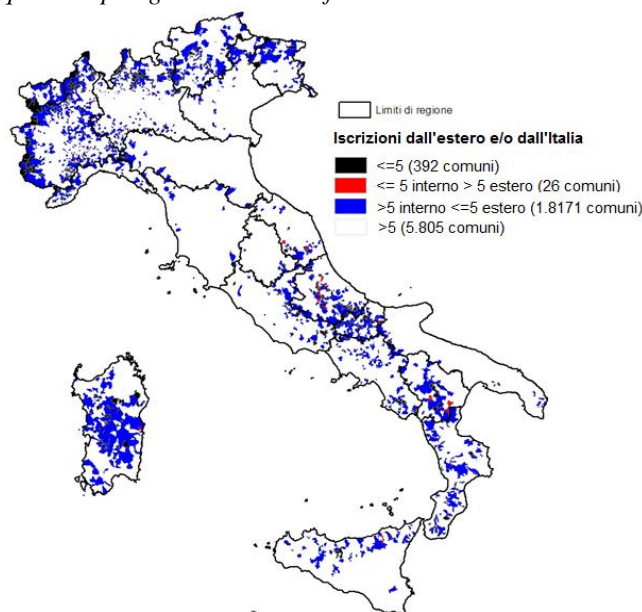 Limiti di regione
Iscrizioni dall'estero e/o dall'Italia
<=5 (392 comuni)
<= 5 interno > 5 estero (26 comuni)
>5 interno <=5 estero (1.8171 comuni)
>5 (5.805 comuni)